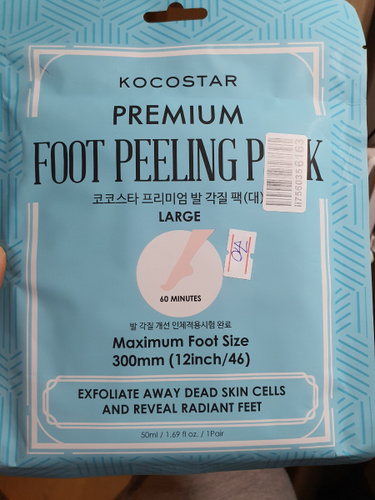 KOCOSTAR
PREMIUM
FOOT PEELING P K
코코스타 프리미엄 발 각질 팩(대)
LARGE
60 MINUTES
발 각질 개선 인체적용시험 완료
Maximum Foot Size
300mm (12inch/46)
EXFOLIATE AWAY DEAD SKIN CELLS
AND REVEAL RADIANT FEET
50ml / 1.69 fl oz. / 1Pair